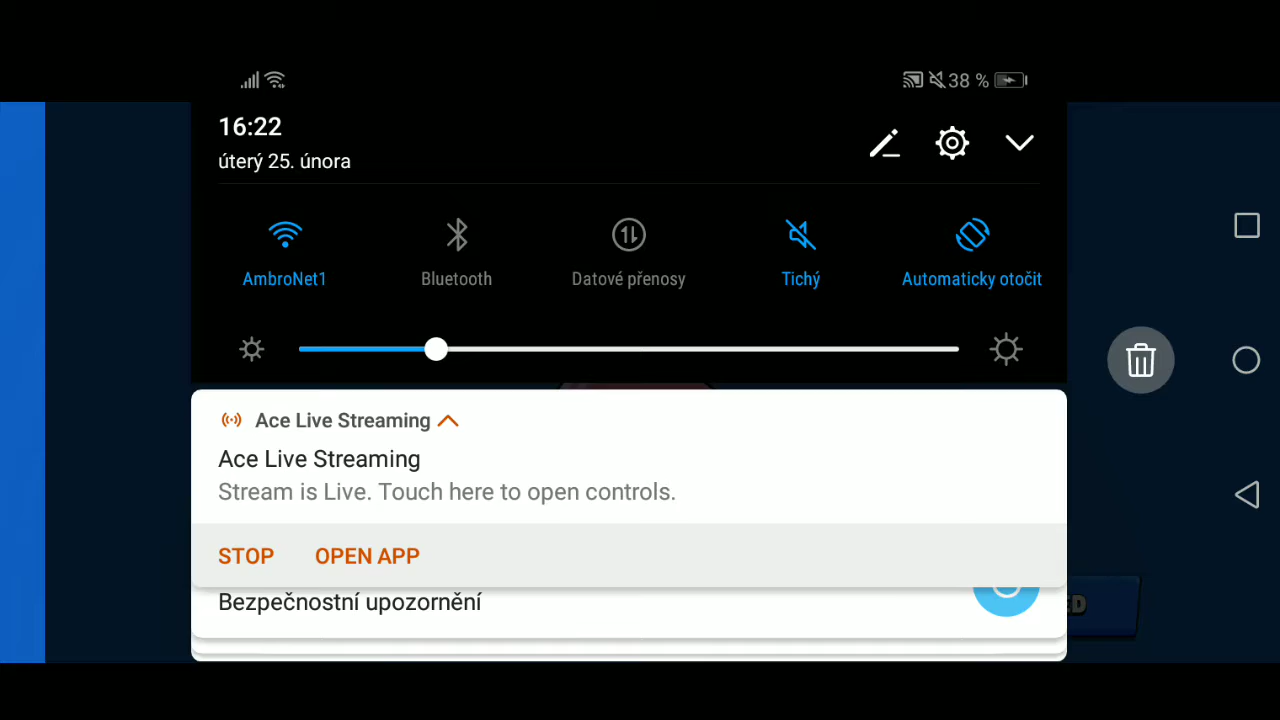 38 %
16:22
úterý 25. února
AmbroNet1
Bluetooth
Datové přenosy
Tichý
Automaticky otočit
Ace Live Streaming
Ace Live Streaming
Stream is Live. Touch here to open controls.
STOP
OPEN APP
Bezpečnostní upozornění